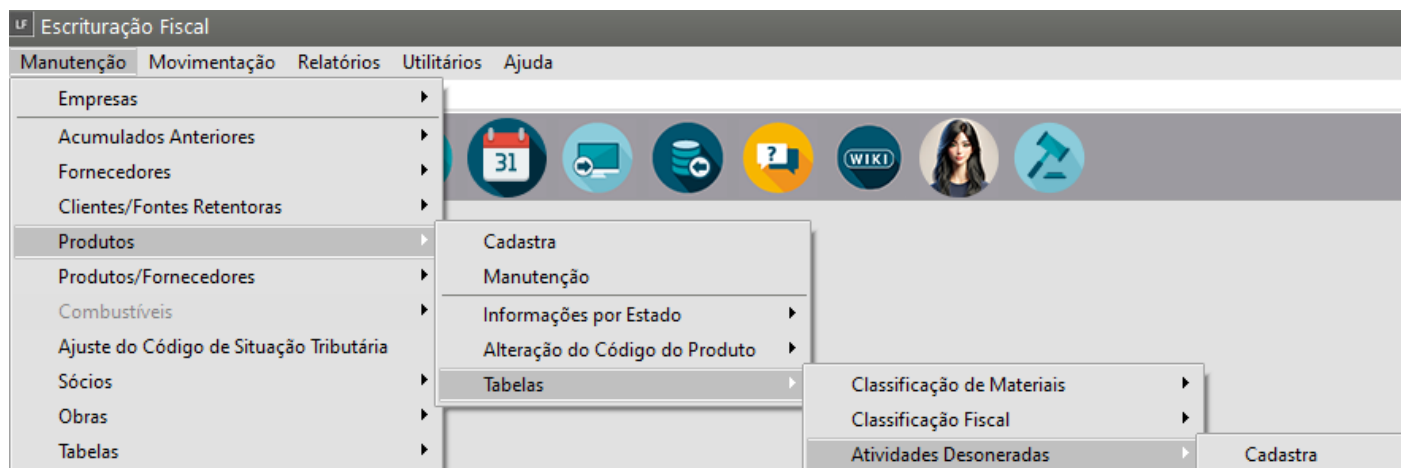 LF Escrituração Fiscal
Manutenção Movimentação Relatórios Utilitários Ajuda
Empresas
Acumulados Anteriores
Fornecedores
Clientes/Fontes Retentoras
Produtos
Produtos/Fornecedores
Combustíveis
Ajuste do Código de Situação Tributária
Sócios
Obras
Tabelas
31
?
WIKI
Cadastra
Manutenção
Informações por Estado
Alteração do Código do Produto
Tabelas
Classificação de Materiais
Classificação Fiscal
Atividades Desoneradas
Cadastra